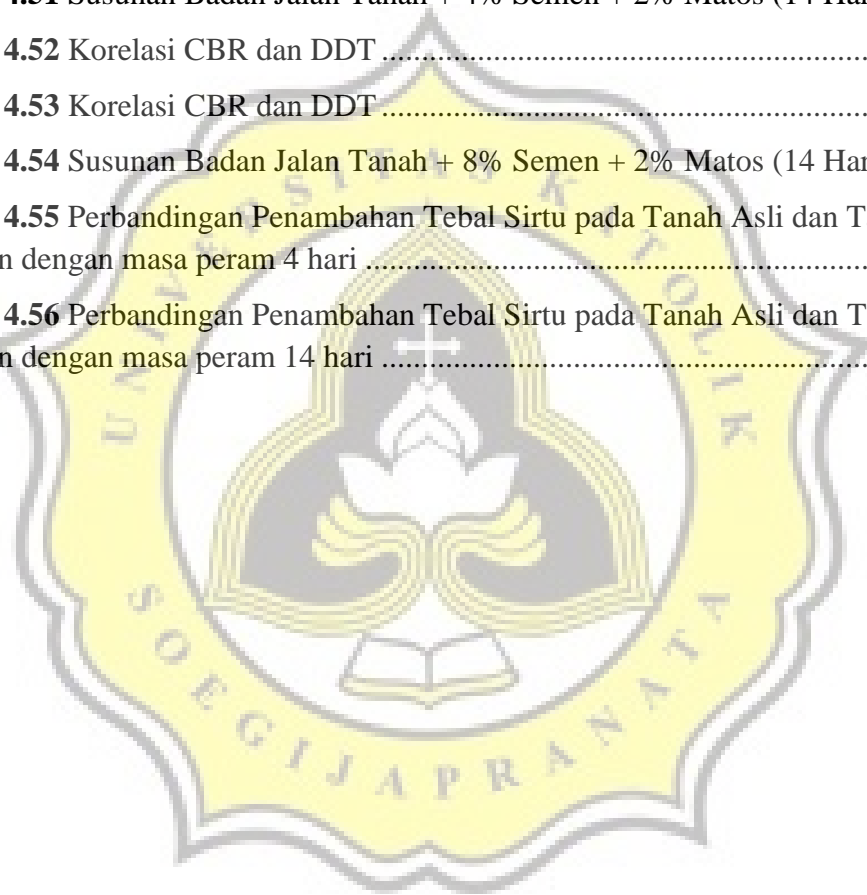 4.51 Susunan Badan Jalan Tanah + 4% Semen + 2% Matos (14 Har
4.52 Korelasi CBR dan DDT
4.53 Korelasi CBR dan DDT
4.54 Susunan Badan Jalan Tanah + 8% Semen + 2% Matos (14 Har
4.55 Perbandingan Penambahan Tebal Sirtu pada Tanah Asli dan T
n dengan masa peram 4 hari
4.56 Perbandingan Penambahan Tebal Sirtu pada Tanah Asli dan T
n dengan masa peram 14 hari
UNIVERSITAS KATOLIK
SOEGIJAPRANATA